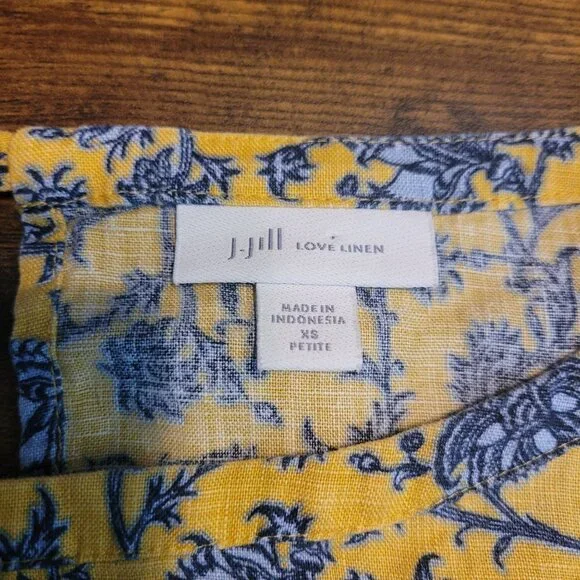 J.Jill LOVE LINEN
MADE IN
INDONESIA
XS
PETITE